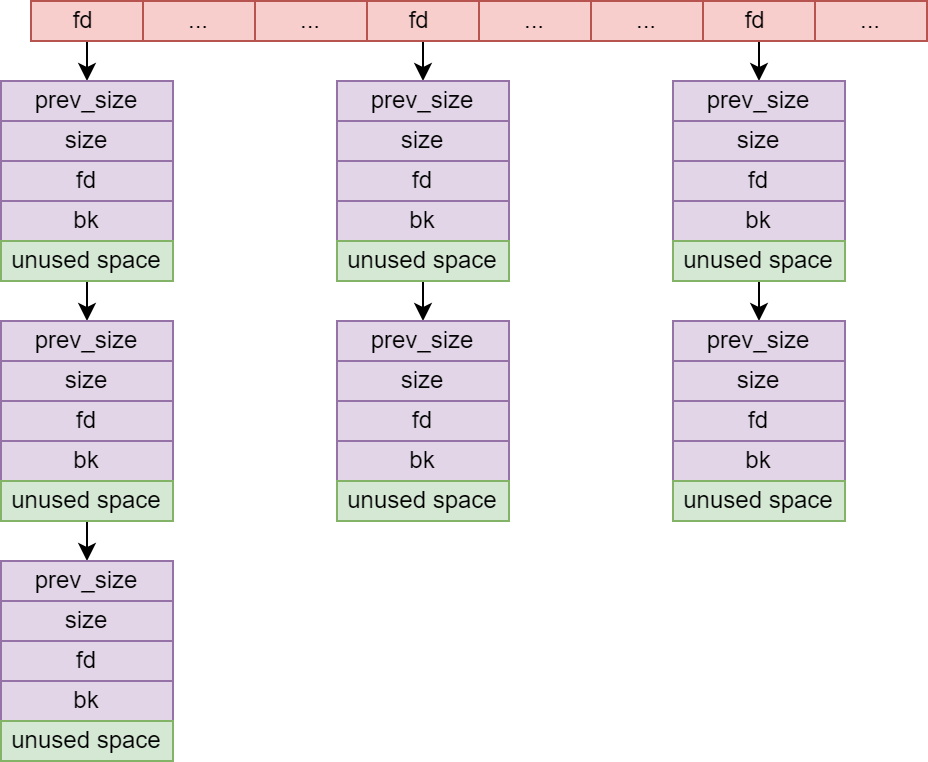 fd ... ... fd ... ... fd ...
prev_size prev_size prev_size
size size size
fd fd fd
bk bk bk
unused space unused space unused space
prev_size prev_size prev_size
size size size
fd fd fd
bk bk bk
unused space unused space unused space
prev_size
size
fd
bk
unused space